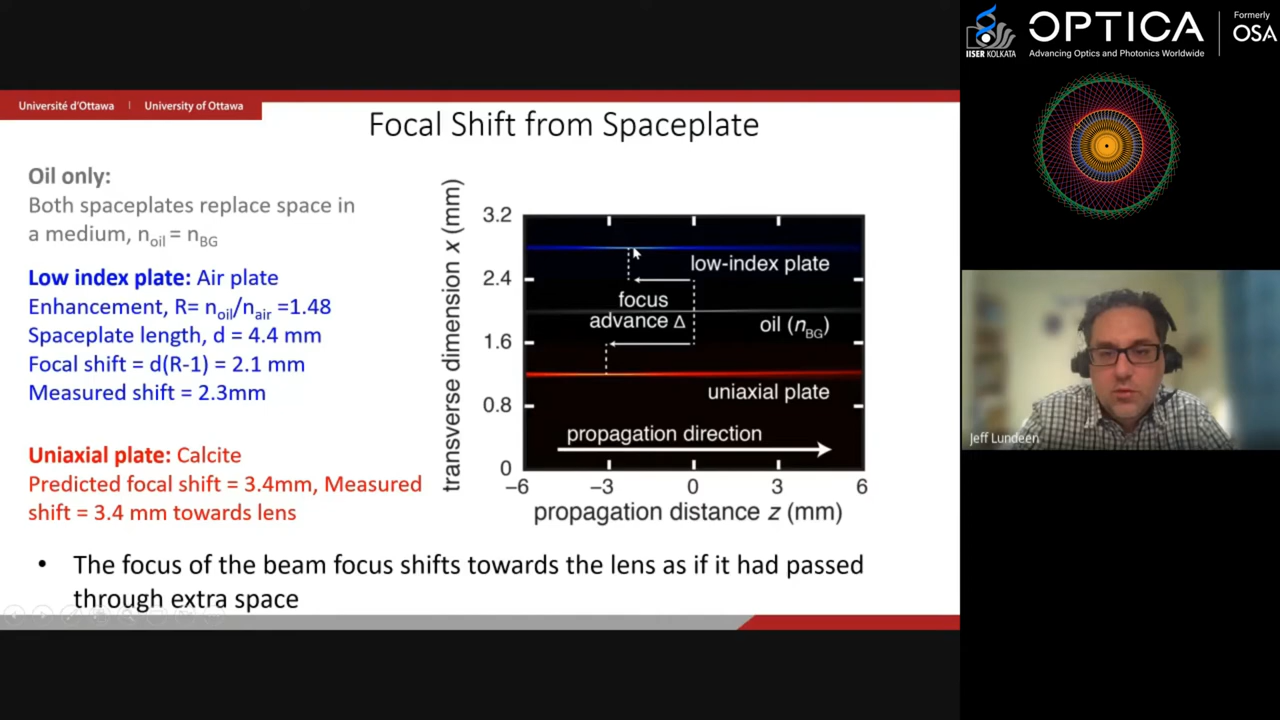 Université d'Ottawa | University of Ottawa
Focal Shift from Spaceplate
Oil only:
Both spaceplates replace space in
a medium, noil = nBG
Low index plate: Air plate
Enhancement, R= noil/nair =1.48
Spaceplate length, d = 4.4 mm
Focal shift = d(R-1) = 2.1 mm
Measured shift = 2.3mm
Uniaxial plate: Calcite
Predicted focal shift = 3.4mm, Measured
shift = 3.4 mm towards lens
transverse dimension x (mm)
3.2
2.4
1.6
0.8
0
low-index plate
focus
advance Δ
oil (nBG)
uniaxial plate
propagation direction
−6 −3 0 3 6
propagation distance z (mm)
• The focus of the beam focus shifts towards the lens as if it had passed
through extra space
IISER KOLKATA
OPTICA
Advancing Optics and Photonics Worldwide
Formerly
OSA
Jeff Lundeen